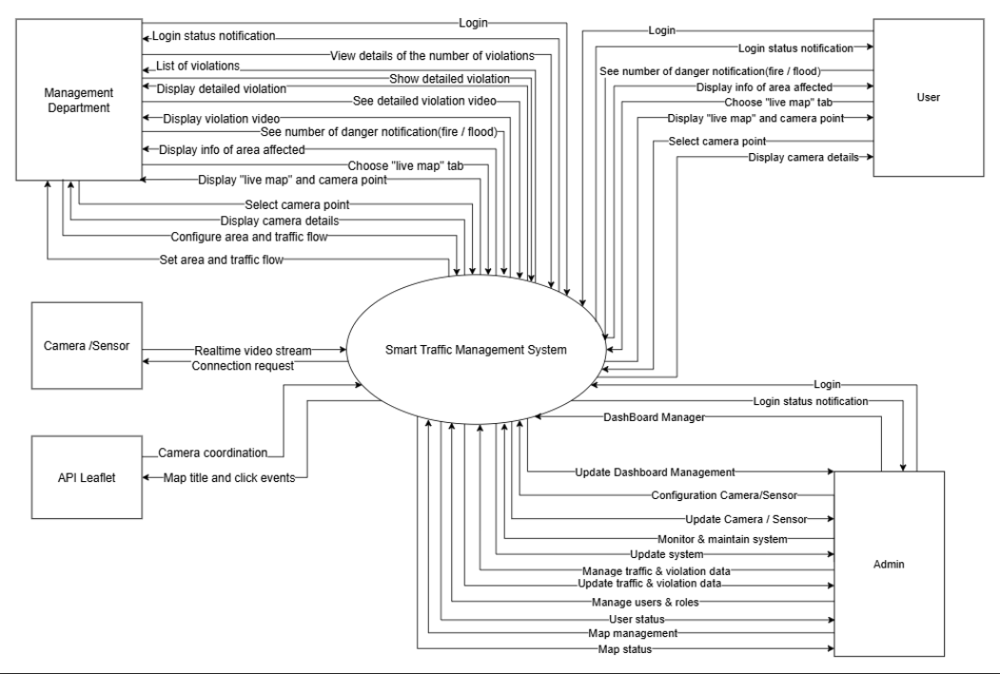 Login
Login status notification
View details of the number of violations
List of violations
Show detailed violation
Display detailed violation
See detailed violation video
Display violation video
See number of danger notification(fire / flood)
Display info of area affected
Choose "live map" tab
Display "live map" and camera point
Select camera point
Display camera details
Configure area and traffic flow
Set area and traffic flow
Management
Department
Login
Login status notification
See number of danger notification(fire / flood)
Display info of area affected
Choose "live map" tab
Display "live map" and camera point
Select camera point
Display camera details
User
Camera /Sensor
Realtime video stream
Connection request
Smart Traffic Management System
API Leaflet
Camera coordination
Map title and click events
Login
Login status notification
DashBoard Manager
Update Dashboard Management
Configuration Camera/Sensor
Update Camera / Sensor
Monitor & maintain system
Update system
Manage traffic & violation data
Update traffic & violation data
Manage users & roles
User status
Map management
Map status
Admin